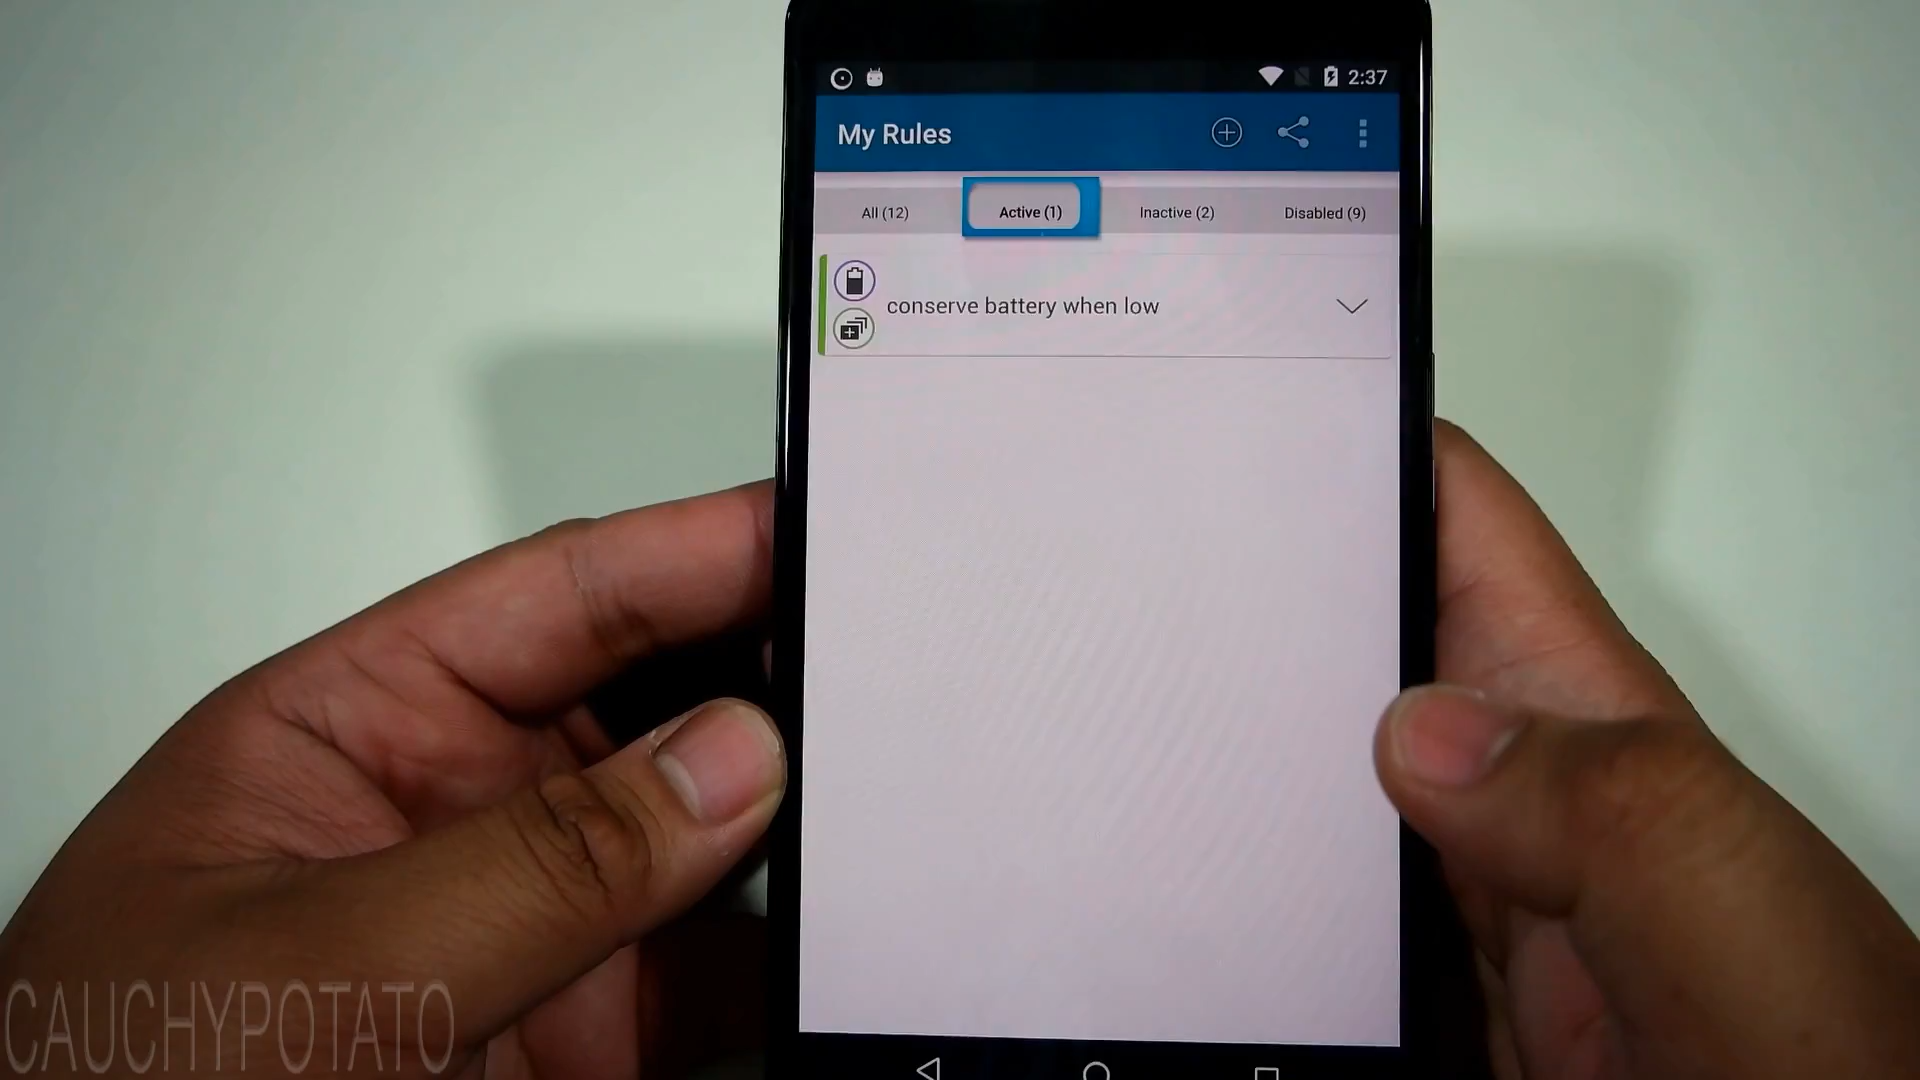 2:37
My Rules
All (12)
Active (1)
Inactive (2)
Disabled (9)
conserve battery when low
CAUCHYPOTATO